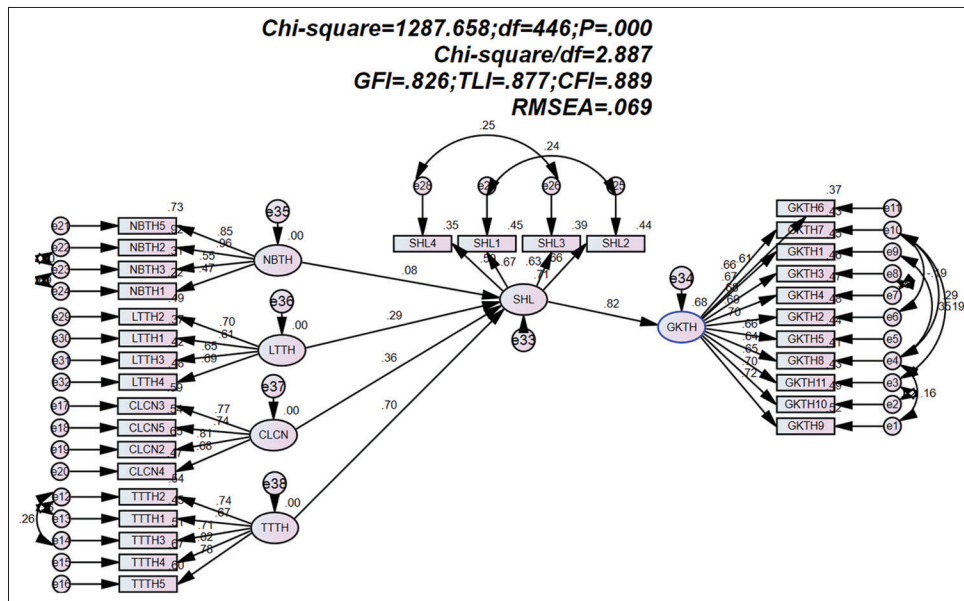 Chi-square=1287.658;df=446;P=.000
Chi-square/df=2.887
GFI=.826;TLI=.877;CFI=.889
RMSEA=.069
.25
.24
e28
e26
e25
.35
.45
.39
.44
SHL4
SHL1
SHL3
SHL2
.67
.63
.66
.71
SHL
e33
.73
e21
NBTH5
e22
NBTH2
e23
NBTH3
e24
NBTH1
.85
.96
.55
.47
e35
.00
NBTH
.08
e29
LTTH2
e30
LTTH1
e31
LTTH3
e32
LTTH4
.70
.61
.65
.69
e36
.00
LTTH
.29
e17
CLCN3
e18
CLCN5
e19
CLCN2
e20
CLCN4
.77
.74
.81
.68
e37
.00
CLCN
.36
.26
e12
TTTH2
e13
TTTH1
e14
TTTH3
e15
TTTH4
e16
TTTH5
.74
.67
.71
.82
.78
.60
e38
.00
TTTH
.70
.82
e34
.68
GKTH
.66
.61
.67
.69
.70
.66
.64
.65
.70
.72
.37
GKTH6
e11
GKTH7
e10
GKTH1
e9
GKTH3
e8
GKTH4
e7
GKTH2
e6
GKTH5
e5
GKTH8
e4
GKTH11
e3
GKTH10
e2
GKTH9
e1
.29
.16